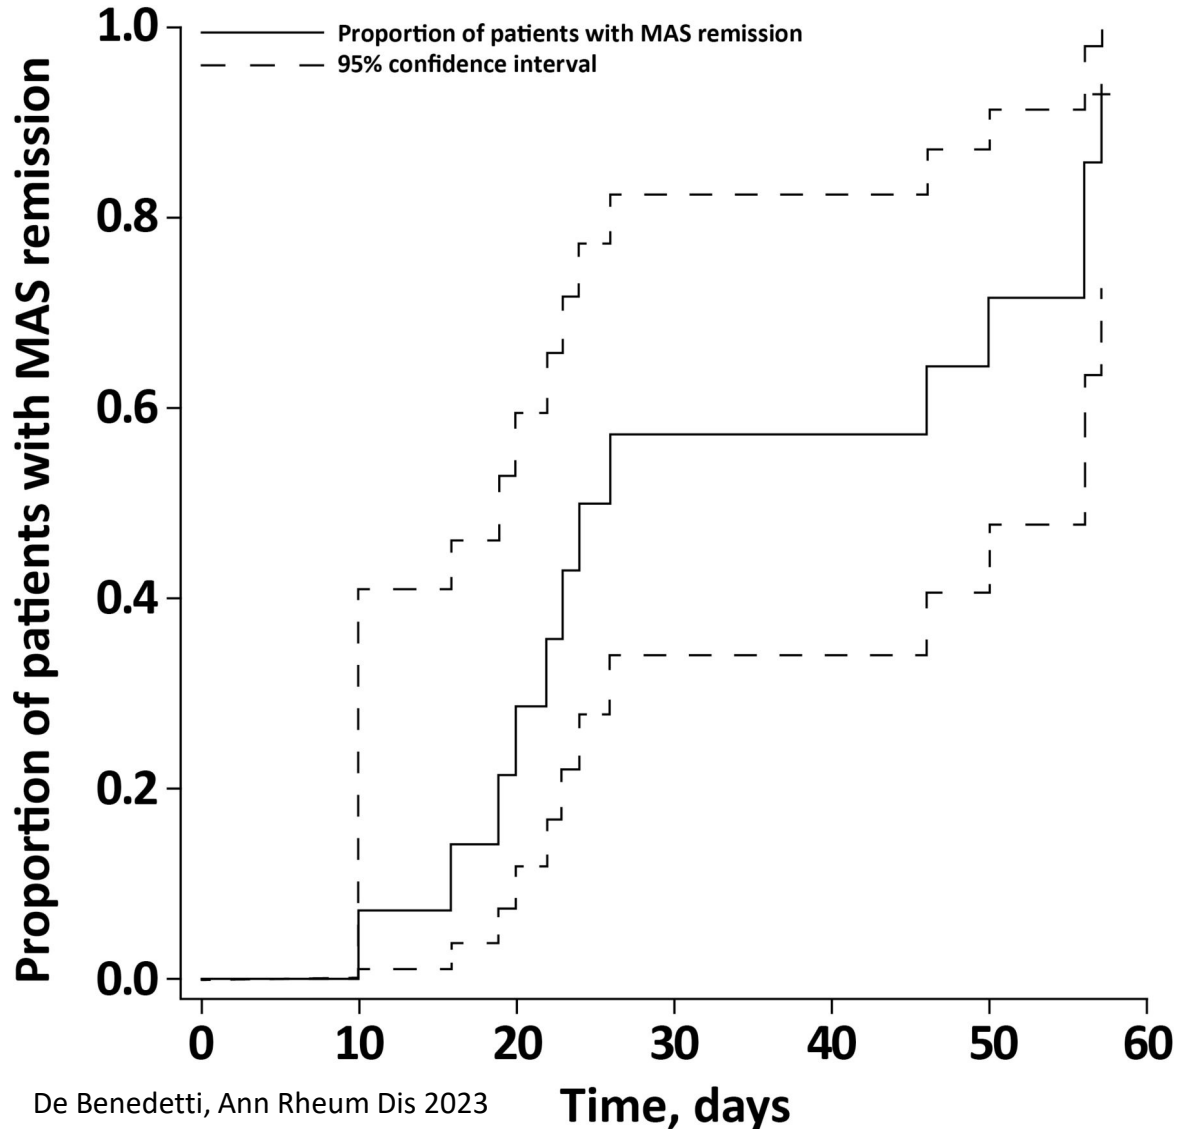 Proportion of patients with MAS remission
95% confidence interval
Proportion of patients with MAS remission
1.0
0.8
0.6
0.4
0.2
0.0
0 10 20 30 40 50 60
Time, days
De Benedetti, Ann Rheum Dis 2023